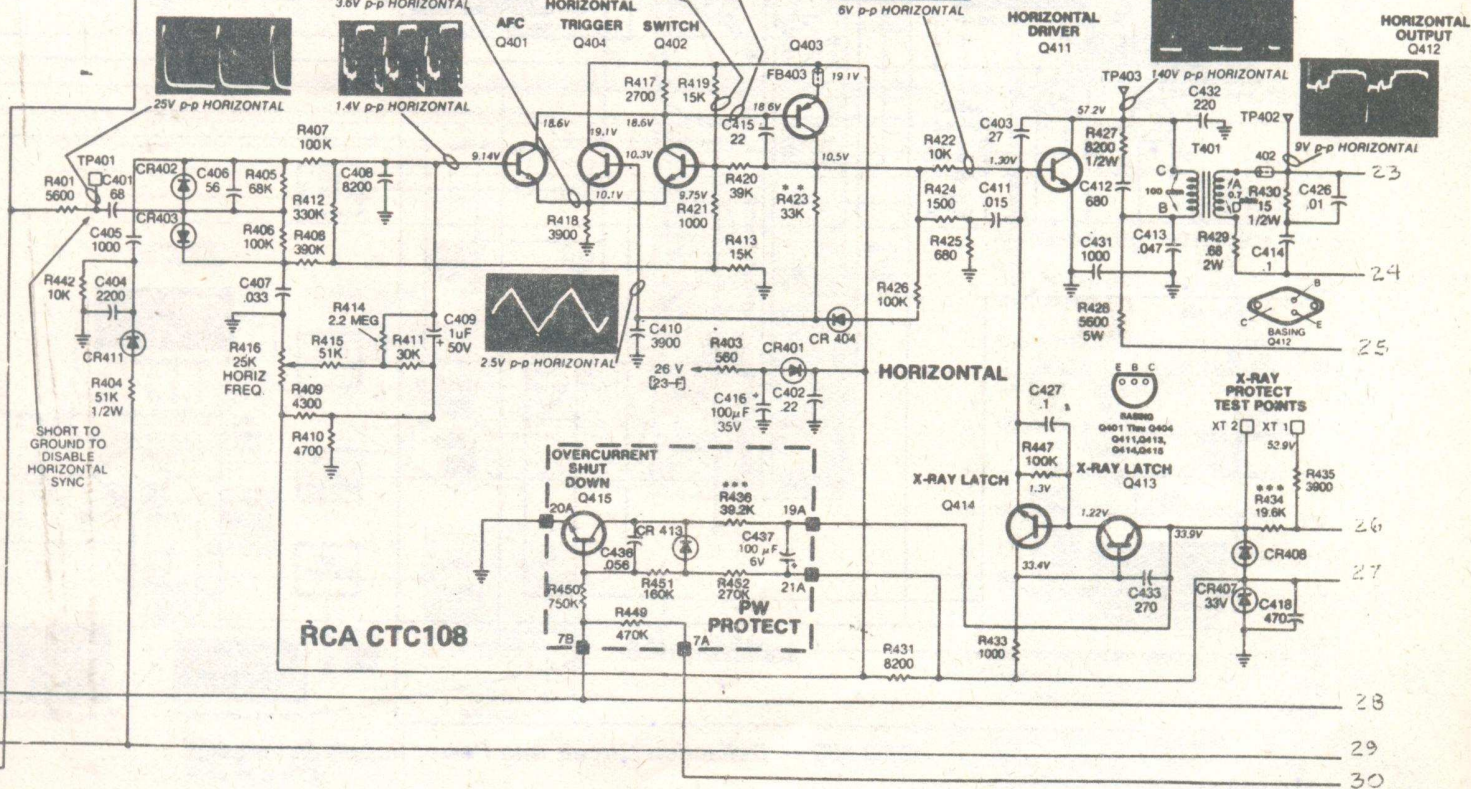 3.6V p-p HORIZONTAL
HORIZONTAL
6V p-p HORIZONTAL
AFC
Q401
TRIGGER
Q404
SWITCH
Q402
Q403
HORIZONTAL
DRIVER
Q411
HORIZONTAL
OUTPUT
Q412
25V p-p HORIZONTAL
1.4V p-p HORIZONTAL
140V p-p HORIZONTAL
9V p-p HORIZONTAL
R417
2700
R419
15K
FB403
19.1V
TP403
57.2V
C432
220
TP402
TP401
R401
5600
C401
68
CR402
C406
56
R405
68K
R407
100K
C408
8200
9.14V
18.6V
19.1V
18.6V
10.3V
10.1V
9.75V
C415
22
18.6V
10.5V
R422
10K
C403
27
1.30V
R427
8200
1/2W
T401
402
C
100
B
A
0.7
R430
15
1/2W
C426
.01
23
CR403
R412
330K
R406
100K
R408
390K
C405
1000
R418
3900
R420
39K
R421
1000
**
R423
33K
R424
1500
C411
.015
C412
680
R442
10K
C404
2200
C407
.033
R413
15K
R425
680
R426
100K
C431
1000
C413
.047
R429
.68
2W
C414
.1
24
R414
2.2 MEG
C409
1uF
50V
2.5V p-p HORIZONTAL
C410
3900
CR 404
R428
5600
5W
B
C
E
BASING
Q412
25
CR411
R416
25K
HORIZ
FREQ.
R415
51K
R411
30K
R403
560
CR401
26 V
[23-F]
C416
100µF
35V
C402
.22
HORIZONTAL
E B C
BASING
Q401 Thru Q404
Q411,Q413,
Q414,Q415
X-RAY
PROTECT
TEST POINTS
XT 2
XT 1
52.9V
R404
51K
1/2W
R409
4300
R410
4700
C427
.1
R447
100K
1.3V
SHORT TO
GROUND TO
DISABLE
HORIZONTAL
SYNC
OVERCURRENT
SHUT
DOWN
Q415
20A
***
R436
39.2K
19A
X-RAY LATCH
Q414
X-RAY LATCH
Q413
1.22V
33.9V
R435
3900
***
R434
19.6K
26
CR 413
C436
.056
C437
100 µF
6V
33.4V
CR408
R450
750K
R451
160K
R452
270K
21A
C433
270
CR407
33V
C418
470
27
RCA CTC108
R449
470K
PW
PROTECT
7B
7A
R431
8200
R433
1000
28
29
30